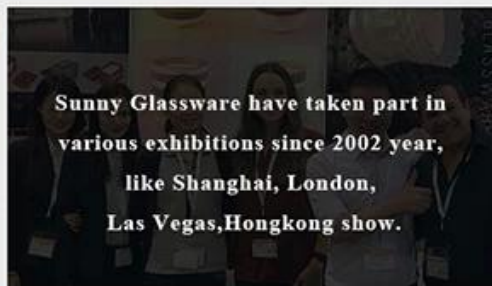 Sunny Glassware have taken part in
various exhibitions since 2002 year,
like Shanghai, London,
Las Vegas,Hongkong show.